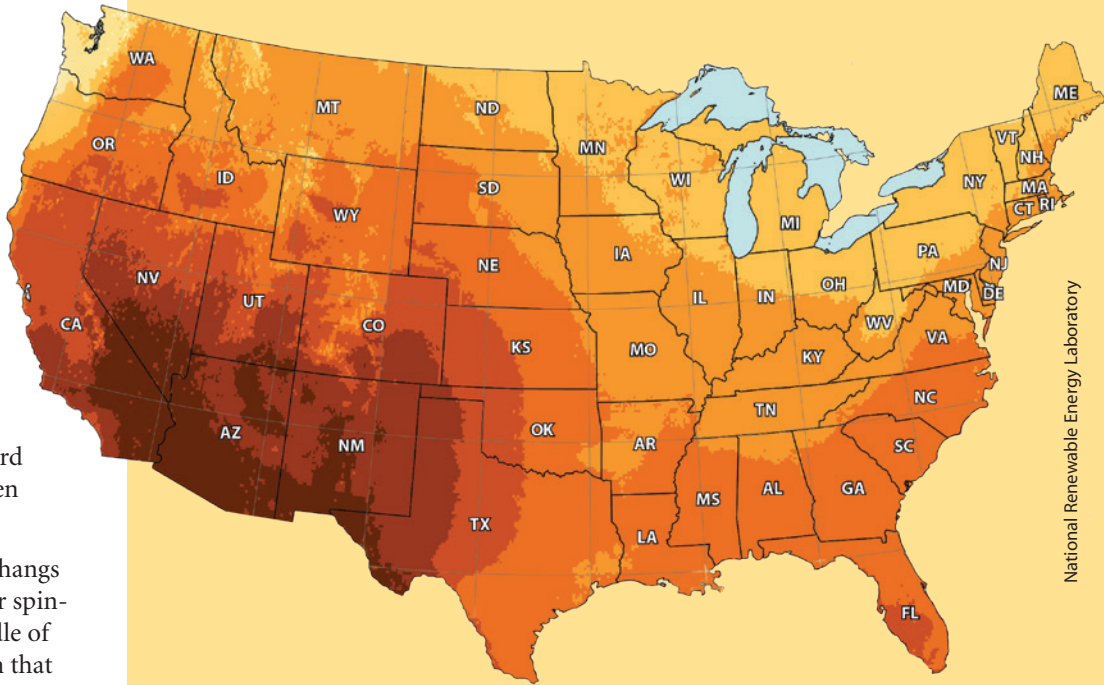 WA
MT
ND
MN
ME
VT
NH
OR
ID
SD
WI
NY
MA
CT RI
WY
MI
IA
NE
PA
NJ
NV
UT
CO
IL
IN
OH
MD
DE
WV
CA
KS
MO
KY
VA
NC
TN
AZ
NM
OK
AR
SC
MS
AL
GA
TX
LA
FL
National Renewable Energy Laboratory
rd
en
hangs
r spin-
lle of
n that